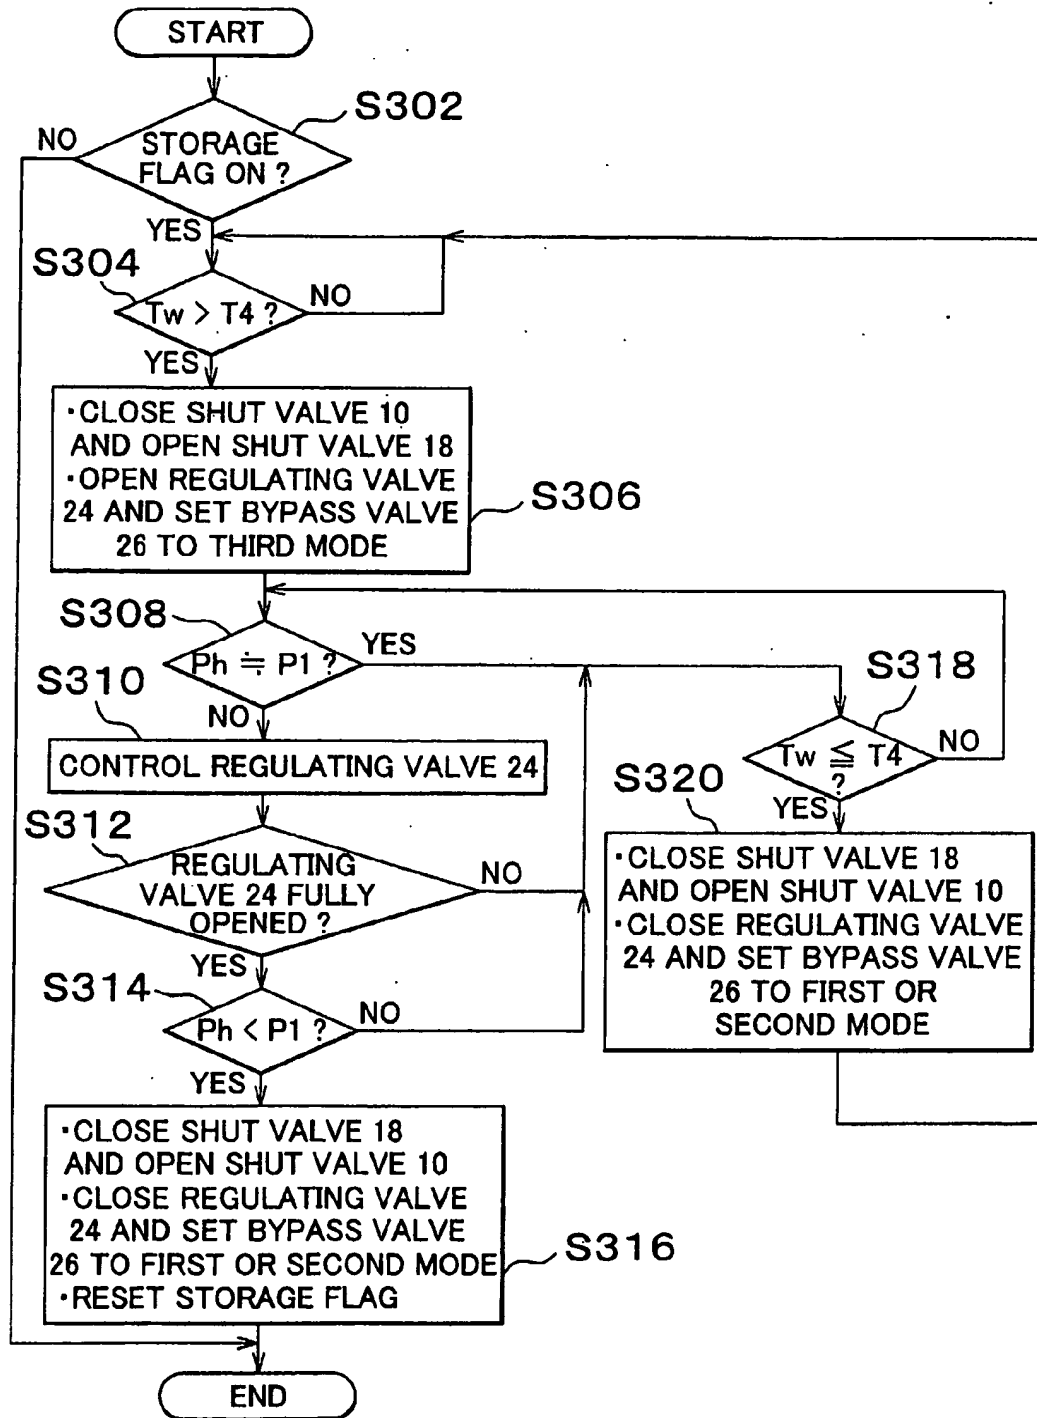 START
S302
NO
STORAGE
FLAG ON ?
YES
S304
Tw > T4 ?
NO
YES
・CLOSE SHUT VALVE 10
AND OPEN SHUT VALVE 18
・OPEN REGULATING VALVE
24 AND SET BYPASS VALVE
26 TO THIRD MODE
S306
S308
Ph ≒ P1 ?
YES
NO
S310
CONTROL REGULATING VALVE 24
S318
Tw ≦ T4
?
NO
YES
S320
・CLOSE SHUT VALVE 18
AND OPEN SHUT VALVE 10
・CLOSE REGULATING VALVE
24 AND SET BYPASS VALVE
26 TO FIRST OR
SECOND MODE
S312
REGULATING
VALVE 24 FULLY
OPENED ?
NO
YES
S314
Ph < P1 ?
NO
YES
・CLOSE SHUT VALVE 18
AND OPEN SHUT VALVE 10
・CLOSE REGULATING VALVE
24 AND SET BYPASS VALVE
26 TO FIRST OR SECOND MODE
・RESET STORAGE FLAG
S316
END